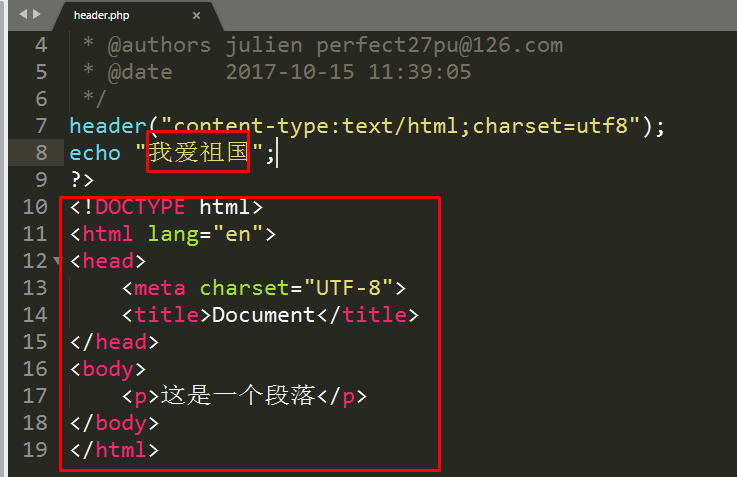 header.php ×
4 * @authors julien perfect27pu@126.com
5 * @date    2017-10-15 11:39:05
6 */
7 header("content-type:text/html;charset=utf8");
8 echo "我爱祖国";
9 ?>
10 <!DOCTYPE html>
11 <html lang="en">
12 <head>
13     <meta charset="UTF-8">
14     <title>Document</title>
15 </head>
16 <body>
17     <p>这是一个段落</p>
18 </body>
19 </html>